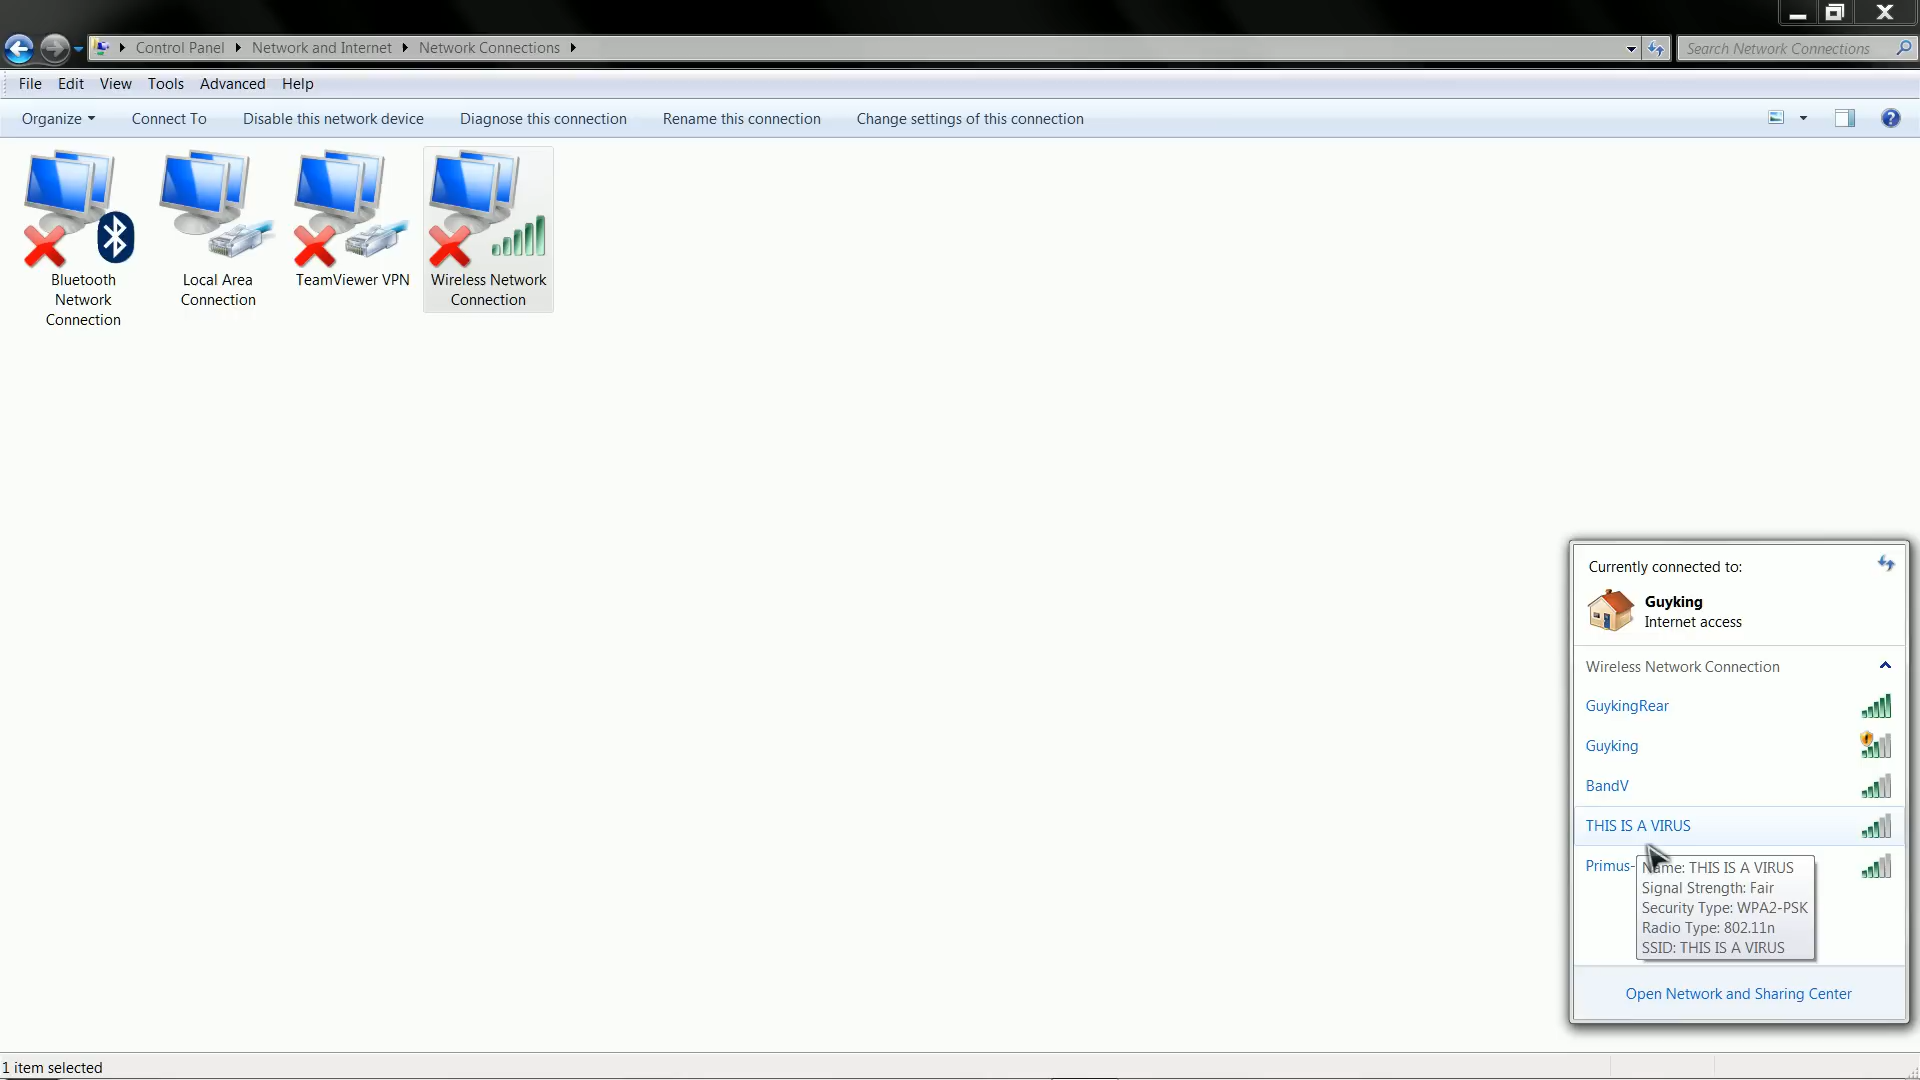 Control Panel Network and Internet Network Connections
Search Network Connections
File Edit View Tools Advanced Help
Organize Connect To Disable this network device Diagnose this connection Rename this connection Change settings of this connection
Bluetooth
Network
Connection
Local Area
Connection
TeamViewer VPN
Wireless Network
Connection
Currently connected to:
Guyking
Internet access
Wireless Network Connection
GuykingRear
Guyking
BandV
THIS IS A VIRUS
Primus-
Name: THIS IS A VIRUS
Signal Strength: Fair
Security Type: WPA2-PSK
Radio Type: 802.11n
SSID: THIS IS A VIRUS
Open Network and Sharing Center
1 item selected